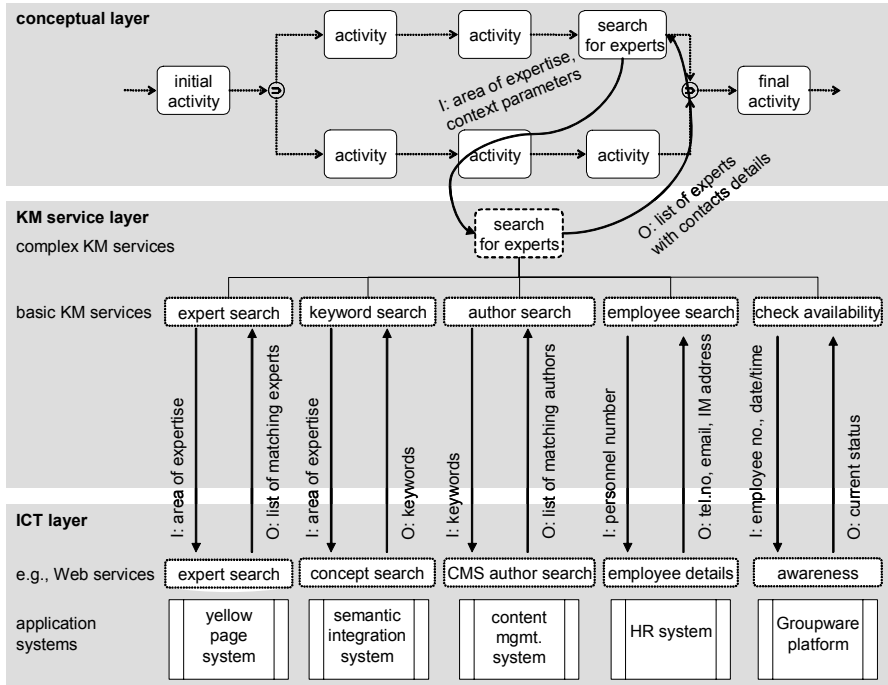 conceptual layer
activity
activity
search
for experts
initial
activity
U
I: area of expertise,
context parameters
U
final
activity
activity
activity
activity
O: list of experts
with contacts details
KM service layer
complex KM services
search
for experts
basic KM services
expert search
keyword search
author search
employee search
check availability
I: area of expertise
O: list of matching experts
I: area of expertise
O: keywords
I: keywords
O: list of matching authors
I: personnel number
O: tel.no, email, IM address
I: employee no., date/time
O: current status
ICT layer
e.g., Web services
expert search
concept search
CMS author search
employee details
awareness
application
systems
yellow
page
system
semantic
integration
system
content
mgmt.
system
HR system
Groupware
platform